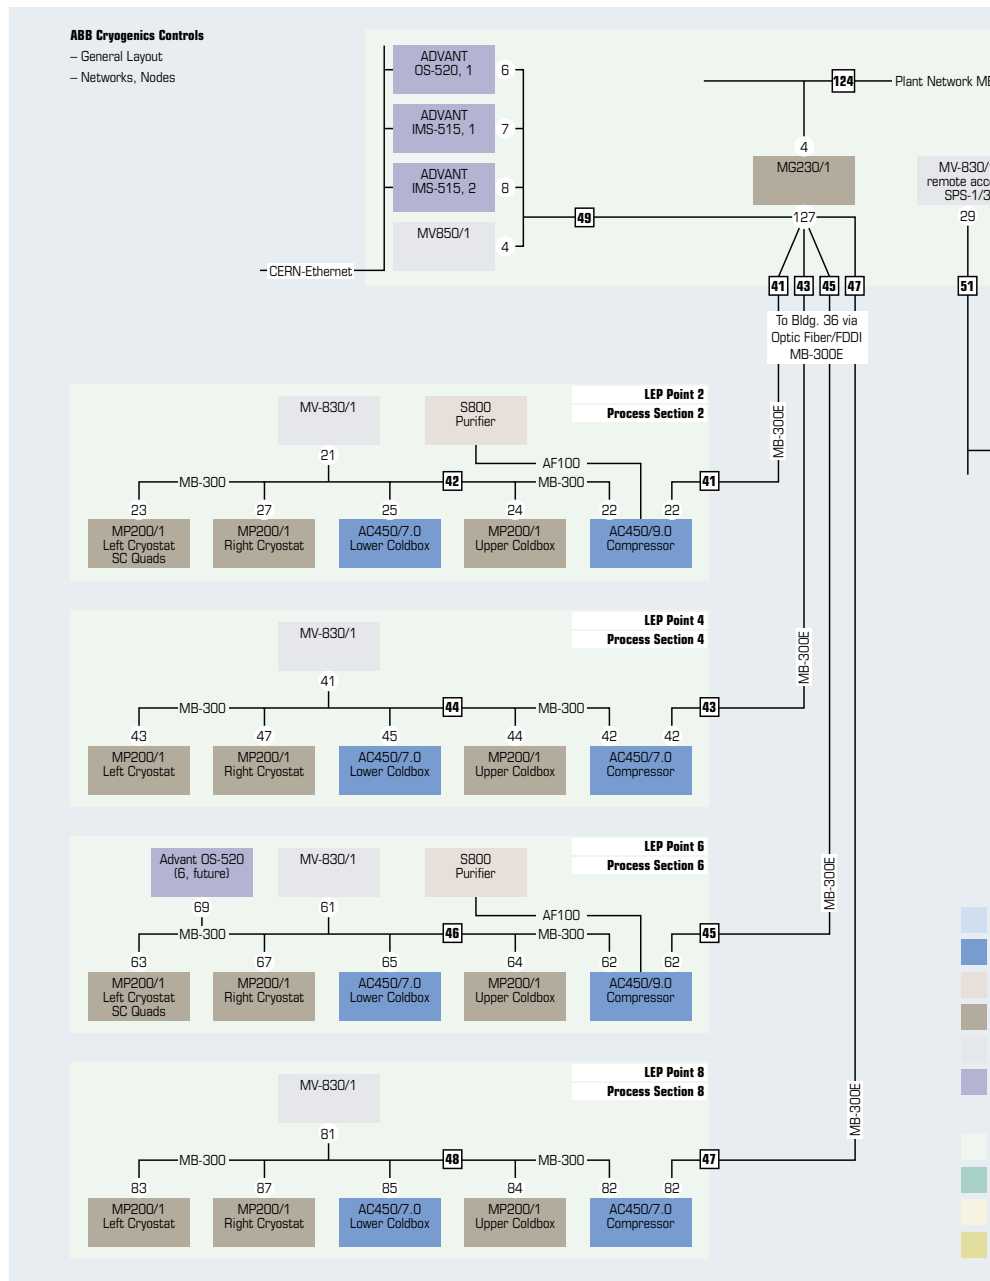 ABB Cryogenics Controls
– General Layout
– Networks, Nodes
ADVANT
OS-520, 1
6
ADVANT
IMS-515, 1
7
ADVANT
IMS-515, 2
8
MV850/1
4
49
CERN-Ethernet
124
Plant Network
4
MG230/1
127
MV-830/
remote
SPS-1/3
29
41
43
45
47
51
To Bldg. 36 via
Optic Fiber/FDDI
MB-300E
MB-300E
MB-300E
MB-300E
MB-300E
LEP Point 2
Process Section 2
MV-830/1
S800
Purifier
21
AF100
MB-300
42
MB-300
41
23
27
25
24
22
22
MP200/1
Left Cryostat
SC Quads
MP200/1
Right Cryostat
AC450/7.0
Lower Coldbox
MP200/1
Upper Coldbox
AC450/9.0
Compressor
LEP Point 4
Process Section 4
MV-830/1
41
MB-300
44
MB-300
43
43
47
45
44
42
42
MP200/1
Left Cryostat
MP200/1
Right Cryostat
AC450/7.0
Lower Coldbox
MP200/1
Upper Coldbox
AC450/7.0
Compressor
LEP Point 6
Process Section 6
Advant OS-520
(6, future)
MV-830/1
S800
Purifier
69
61
AF100
MB-300
46
MB-300
45
63
67
65
64
62
62
MP200/1
Left Cryostat
SC Quads
MP200/1
Right Cryostat
AC450/7.0
Lower Coldbox
MP200/1
Upper Coldbox
AC450/9.0
Compressor
LEP Point 8
Process Section 8
MV-830/1
81
MB-300
48
MB-300
47
83
87
85
84
82
82
MP200/1
Left Cryostat
MP200/1
Right Cryostat
AC450/7.0
Lower Coldbox
MP200/1
Upper Coldbox
AC450/7.0
Compressor